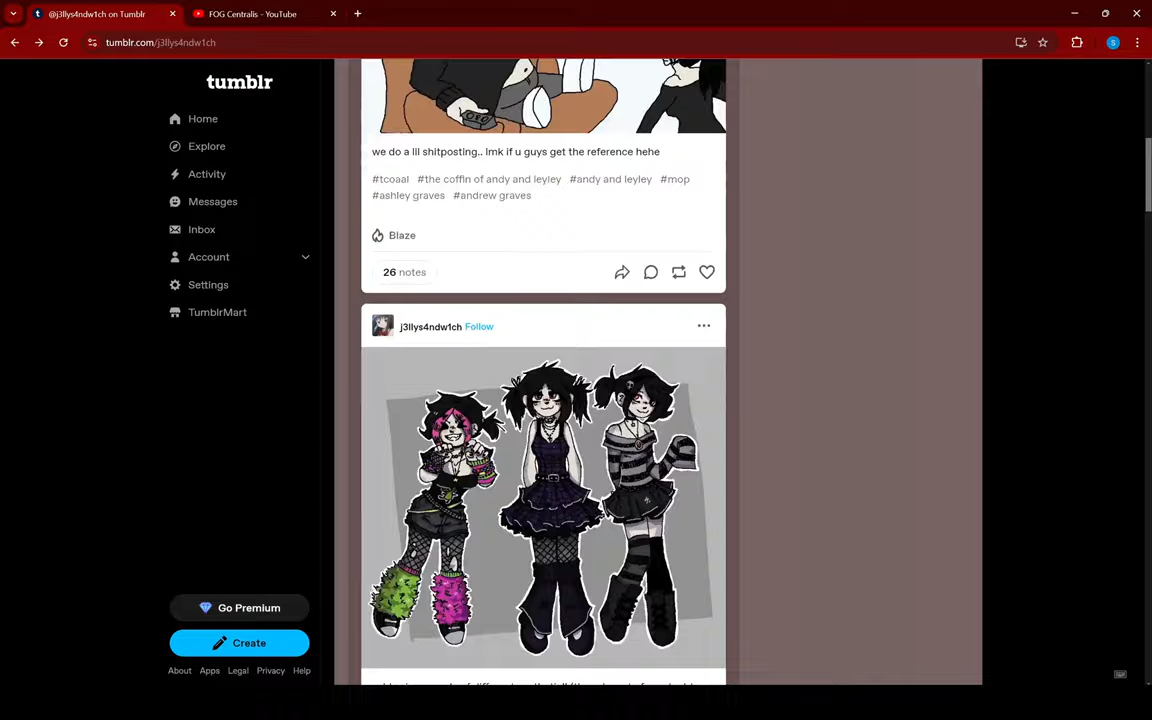 @j3llys4ndw1ch on Tumblr
FOG Centralis - YouTube
tumblr.com/j3llys4ndw1ch
S
tumblr
Home
Explore
Activity
Messages
Inbox
Account
Settings
TumblrMart
Go Premium
Create
About Apps Legal Privacy Help
we do a lil shitposting.. lmk if u guys get the reference hehe
#tcoaal #the coffin of andy and leyley #andy and leyley #mop
#ashley graves #andrew graves
Blaze
26 notes
j3llys4ndw1ch Follow